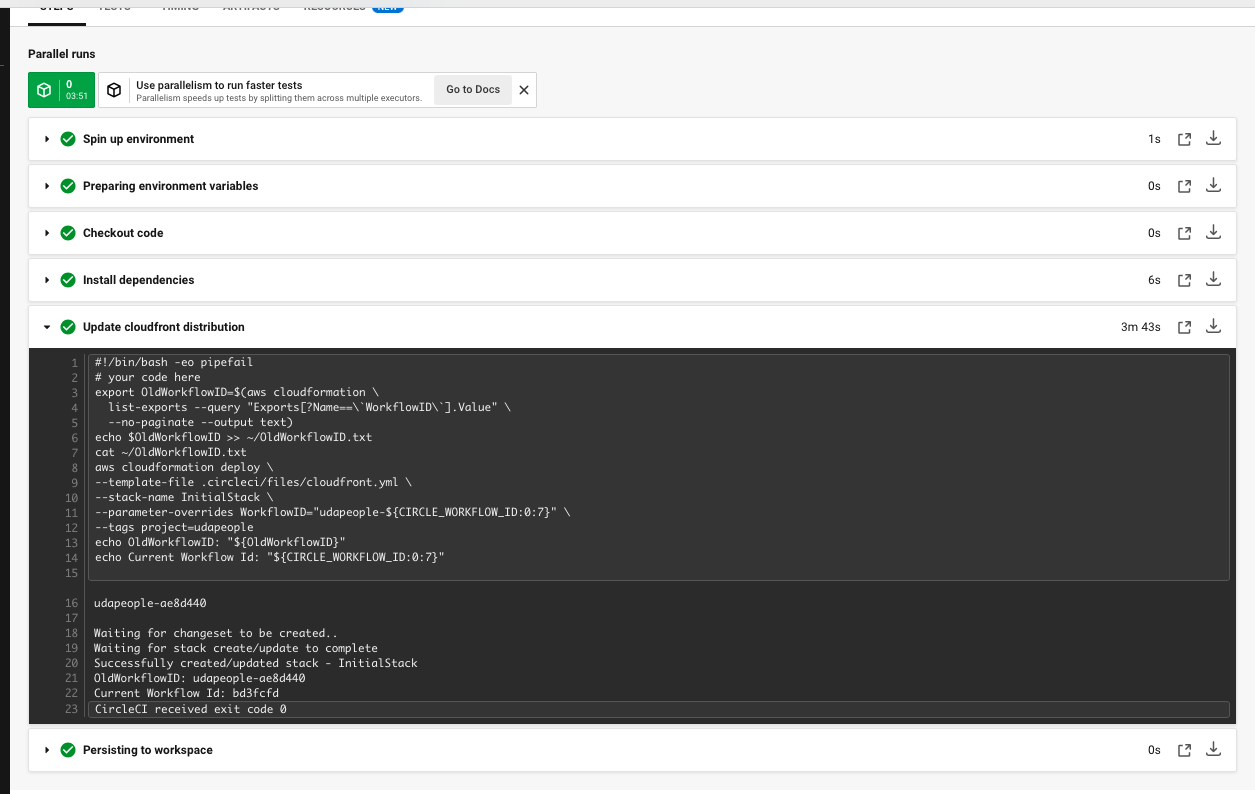 STEPS TESTS TIMING ARTIFACTS RESOURCES NEW
Parallel runs
0
03:51
Use parallelism to run faster tests
Parallelism speeds up tests by splitting them across multiple executors.
Go to Docs
Spin up environment 1s
Preparing environment variables 0s
Checkout code 0s
Install dependencies 6s
Update cloudfront distribution 3m 43s
1 #!/bin/bash -eo pipefail
2 # your code here
3 export OldWorkflowID=$(aws cloudformation \
4   list-exports --query "Exports[?Name==\`WorkflowID\`].Value" \
5   --no-paginate --output text)
6 echo $OldWorkflowID >> ~/OldWorkflowID.txt
7 cat ~/OldWorkflowID.txt
8 aws cloudformation deploy \
9 --template-file .circleci/files/cloudfront.yml \
10 --stack-name InitialStack \
11 --parameter-overrides WorkflowID="udapeople-${CIRCLE_WORKFLOW_ID:0:7}" \
12 --tags project=udapeople
13 echo OldWorkflowID: "${OldWorkflowID}"
14 echo Current Workflow Id: "${CIRCLE_WORKFLOW_ID:0:7}"
15
16 udapeople-ae8d440
17
18 Waiting for changeset to be created..
19 Waiting for stack create/update to complete
20 Successfully created/updated stack - InitialStack
21 OldWorkflowID: udapeople-ae8d440
22 Current Workflow Id: bd3fcfd
23 CircleCI received exit code 0
Persisting to workspace 0s